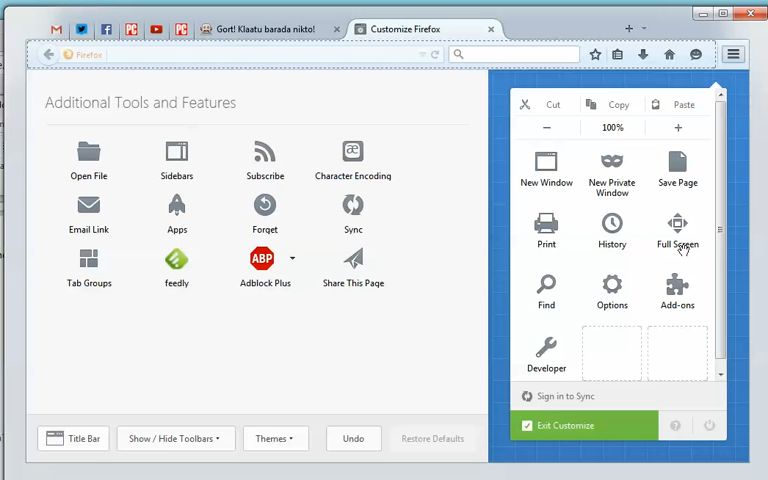 Gort! Klaatu barada nikto!
Customize Firefox
Firefox
Additional Tools and Features
Open File
Sidebars
Subscribe
Character Encoding
Email Link
Apps
Forget
Sync
Tab Groups
feedly
ABP
Adblock Plus
Share This Page
Title Bar
Show / Hide Toolbars
Themes
Undo
Restore Defaults
Cut
Copy
Paste
100%
New Window
New Private
Window
Save Page
Print
History
Full Screen
Find
Options
Add-ons
Developer
Sign in to Sync
Exit Customize